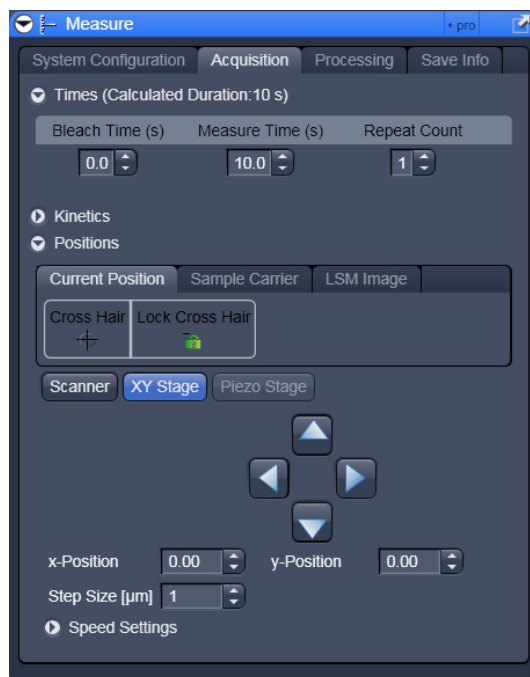 Measure • pro
System Configuration Acquisition Processing Save Info
Times (Calculated Duration:10 s)
Bleach Time (s) Measure Time (s) Repeat Count
0.0 10.0 1
Kinetics
Positions
Current Position Sample Carrier LSM Image
Cross Hair Lock Cross Hair
Scanner XY Stage Piezo Stage
x-Position 0.00 y-Position 0.00
Step Size [µm] 1
Speed Settings